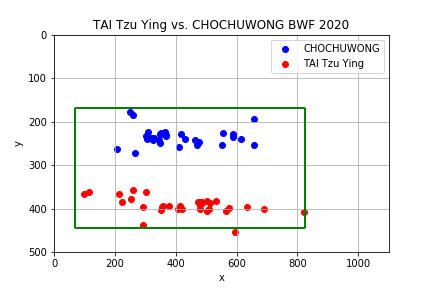 TAI Tzu Ying vs. CHOCHUWONG BWF 2020
CHOCHUWONG
TAI Tzu Ying
0
100
200
300
400
500
y
0 200 400 600 800 1000
x